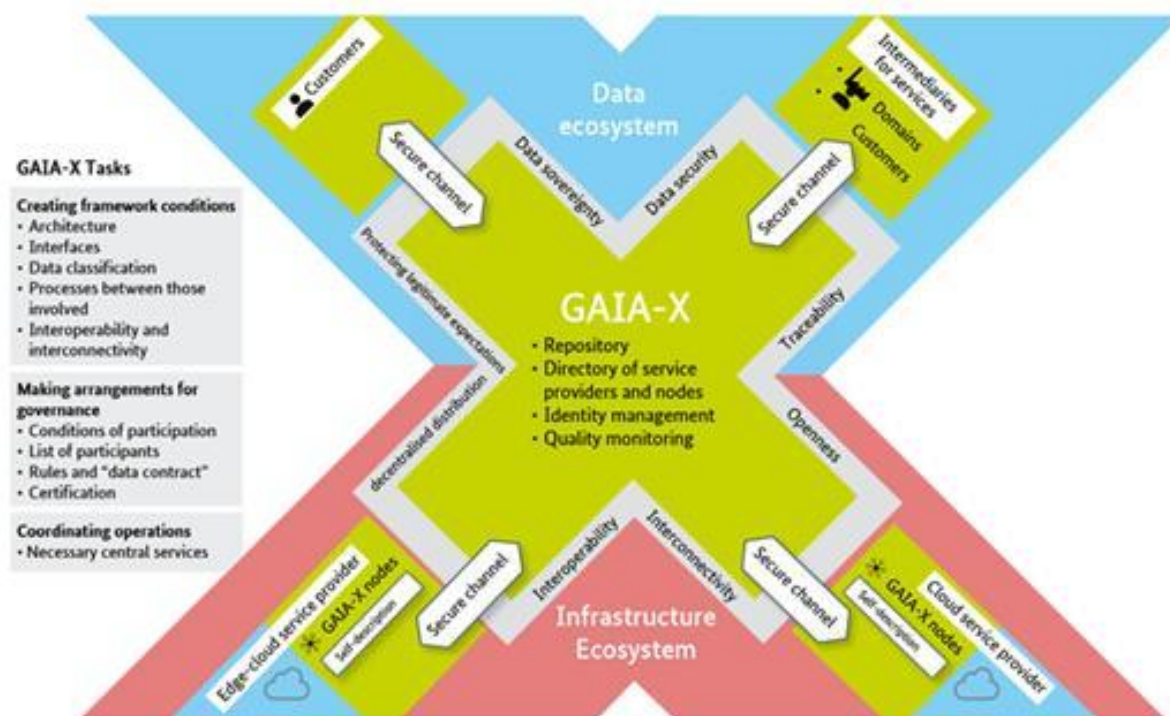 GAIA-X Tasks
Creating framework conditions
• Architecture
• Interfaces
• Data classification
• Processes between those
involved
• Interoperability and
interconnectivity
Making arrangements for
governance
• Conditions of participation
• List of participants
• Rules and "data contract"
• Certification
Coordinating operations
• Necessary central services
Customers
Secure channel
Data
ecosystem
Intermediaries
for services
Domains
Customers
Secure channel
Data sovereignty
Data security
Protecting legitimate expectations
Traceability
GAIA-X
• Repository
• Directory of service
providers and nodes
• Identity management
• Quality monitoring
decentralised distribution
Openness
Interoperability
Interconnectivity
Infrastructure
Ecosystem
Edge-cloud service provider
GAIA-X nodes
Self-description
Secure channel
Secure channel
GAIA-X nodes
Self-description
Cloud service provider